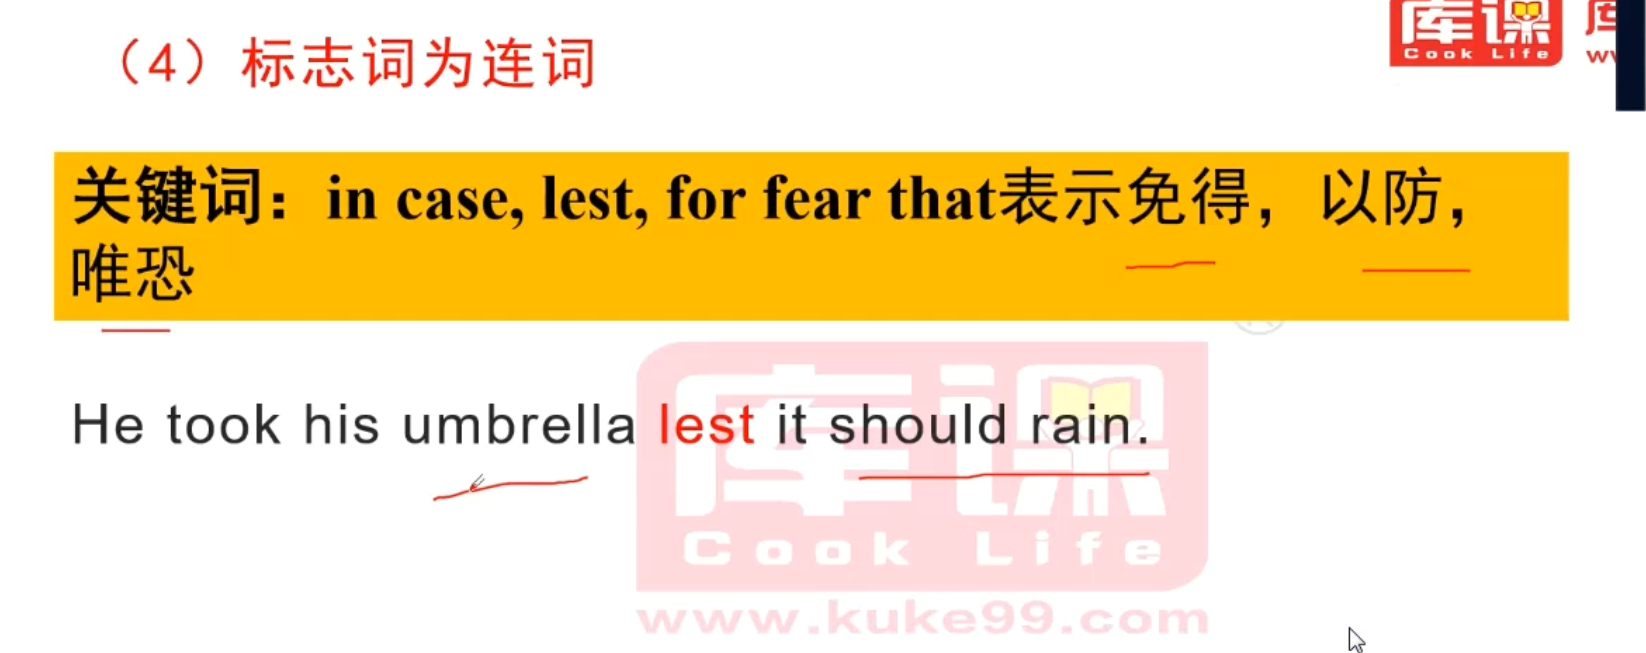 库课
Cook Life
(4)标志词为连词
关键词：in case, lest, for fear that表示免得，以防，
唯恐
He took his umbrella lest it should rain.
库课
Cook Life
www.kuke99.com